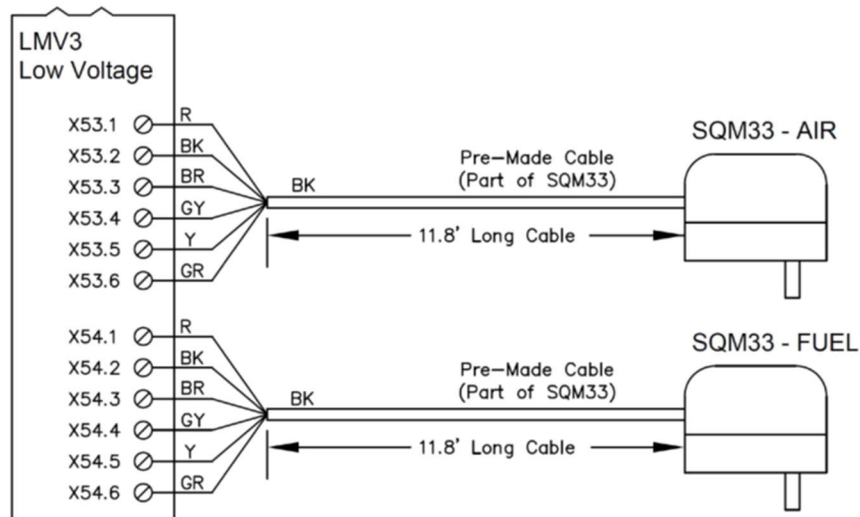 LMV3
Low Voltage
X53.1 R
X53.2 BK
X53.3 BR
X53.4 GY
X53.5 Y
X53.6 GR
BK
Pre-Made Cable
(Part of SQM33)
11.8' Long Cable
SQM33 - AIR
X54.1 R
X54.2 BK
X54.3 BR
X54.4 GY
X54.5 Y
X54.6 GR
BK
Pre-Made Cable
(Part of SQM33)
11.8' Long Cable
SQM33 - FUEL